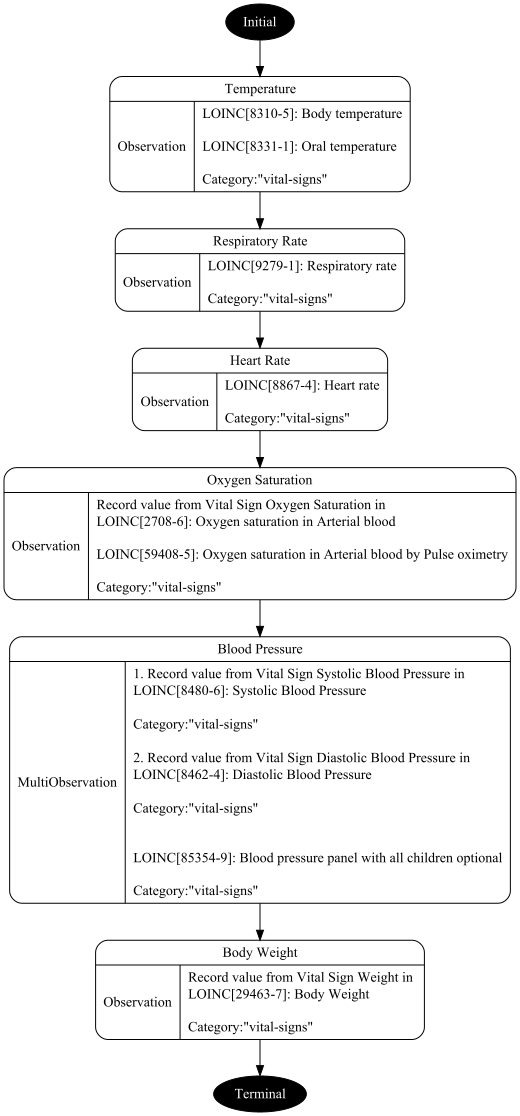 Initial
Temperature
Observation
LOINC[8310-5]: Body temperature
LOINC[8331-1]: Oral temperature
Category:"vital-signs"
Respiratory Rate
Observation
LOINC[9279-1]: Respiratory rate
Category:"vital-signs"
Heart Rate
Observation
LOINC[8867-4]: Heart rate
Category:"vital-signs"
Oxygen Saturation
Observation
Record value from Vital Sign Oxygen Saturation in
LOINC[2708-6]: Oxygen saturation in Arterial blood
LOINC[59408-5]: Oxygen saturation in Arterial blood by Pulse oximetry
Category:"vital-signs"
Blood Pressure
MultiObservation
1. Record value from Vital Sign Systolic Blood Pressure in
LOINC[8480-6]: Systolic Blood Pressure
Category:"vital-signs"
2. Record value from Vital Sign Diastolic Blood Pressure in
LOINC[8462-4]: Diastolic Blood Pressure
Category:"vital-signs"
LOINC[85354-9]: Blood pressure panel with all children optional
Category:"vital-signs"
Body Weight
Observation
Record value from Vital Sign Weight in
LOINC[29463-7]: Body Weight
Category:"vital-signs"
Terminal